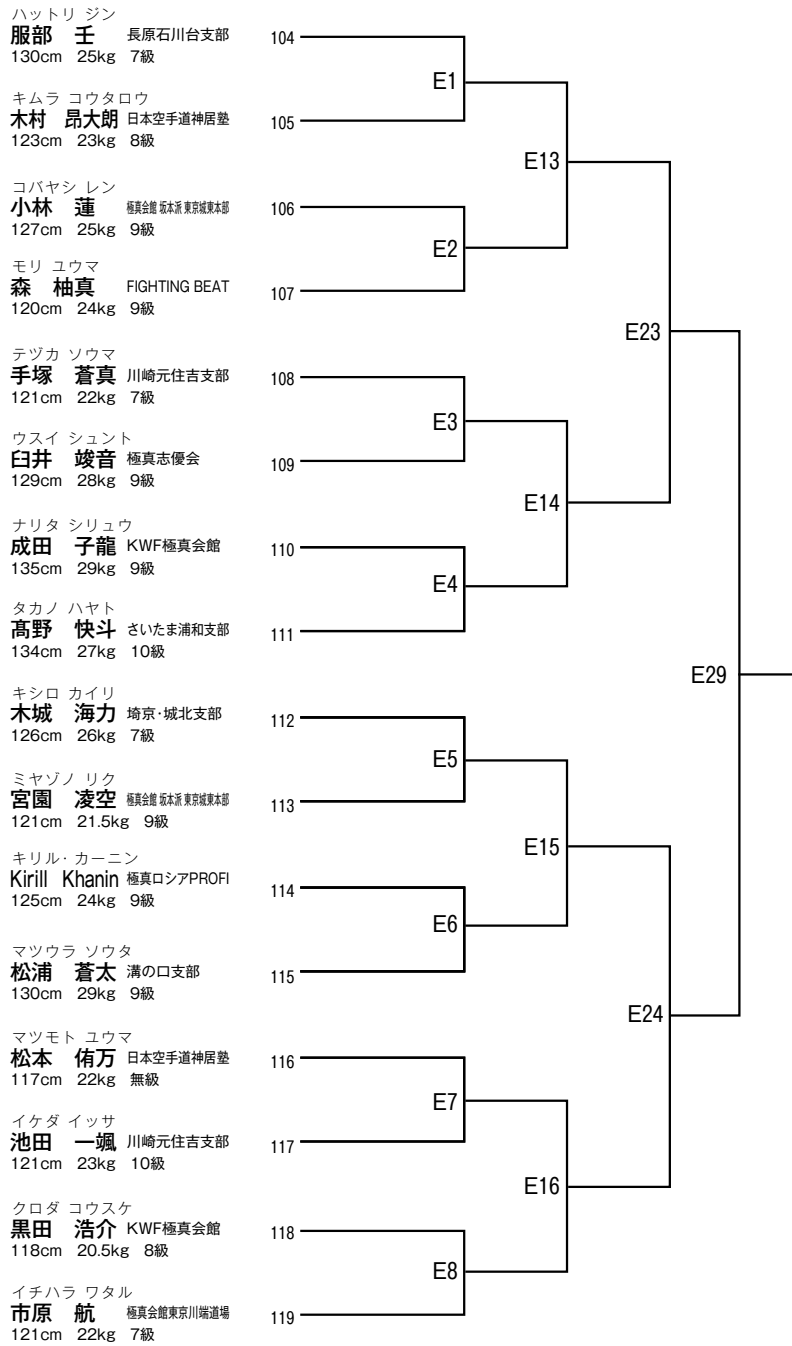 ハットリ ジン
服部 壬 長原石川台支部 104
130cm 25kg 7級
E1
キムラ コウタロウ
木村 昂大朗 日本空手道神居塾 105
123cm 23kg 8級
E13
コバヤシ レン
小林 蓮 極真会館 坂本派 東京城東本部 106
127cm 25kg 9級
E2
モリ ユウマ
森 柚真 FIGHTING BEAT 107
120cm 24kg 9級
E23
テヅカ ソウマ
手塚 蒼真 川崎元住吉支部 108
121cm 22kg 7級
E3
ウスイ シュント
臼井 竣音 極真志優会 109
129cm 28kg 9級
E14
ナリタ シリュウ
成田 子龍 KWF極真会館 110
135cm 29kg 9級
E4
タカノ ハヤト
髙野 快斗 さいたま浦和支部 111
134cm 27kg 10級
E29
キシロ カイリ
木城 海力 埼京・城北支部 112
126cm 26kg 7級
E5
ミヤゾノ リク
宮園 凌空 極真会館 坂本派 東京城東本部 113
121cm 21.5kg 9級
E15
キリル・カーニン
Kirill Khanin 極真ロシアPROFI 114
125cm 24kg 9級
E6
マツウラ ソウタ
松浦 蒼太 溝の口支部 115
130cm 29kg 9級
E24
マツモト ユウマ
松本 侑万 日本空手道神居塾 116
117cm 22kg 無級
E7
イケダ イッサ
池田 一颯 川崎元住吉支部 117
121cm 23kg 10級
E16
クロダ コウスケ
黒田 浩介 KWF極真会館 118
118cm 20.5kg 8級
E8
イチハラ ワタル
市原 航 極真会館東京川端道場 119
121cm 22kg 7級